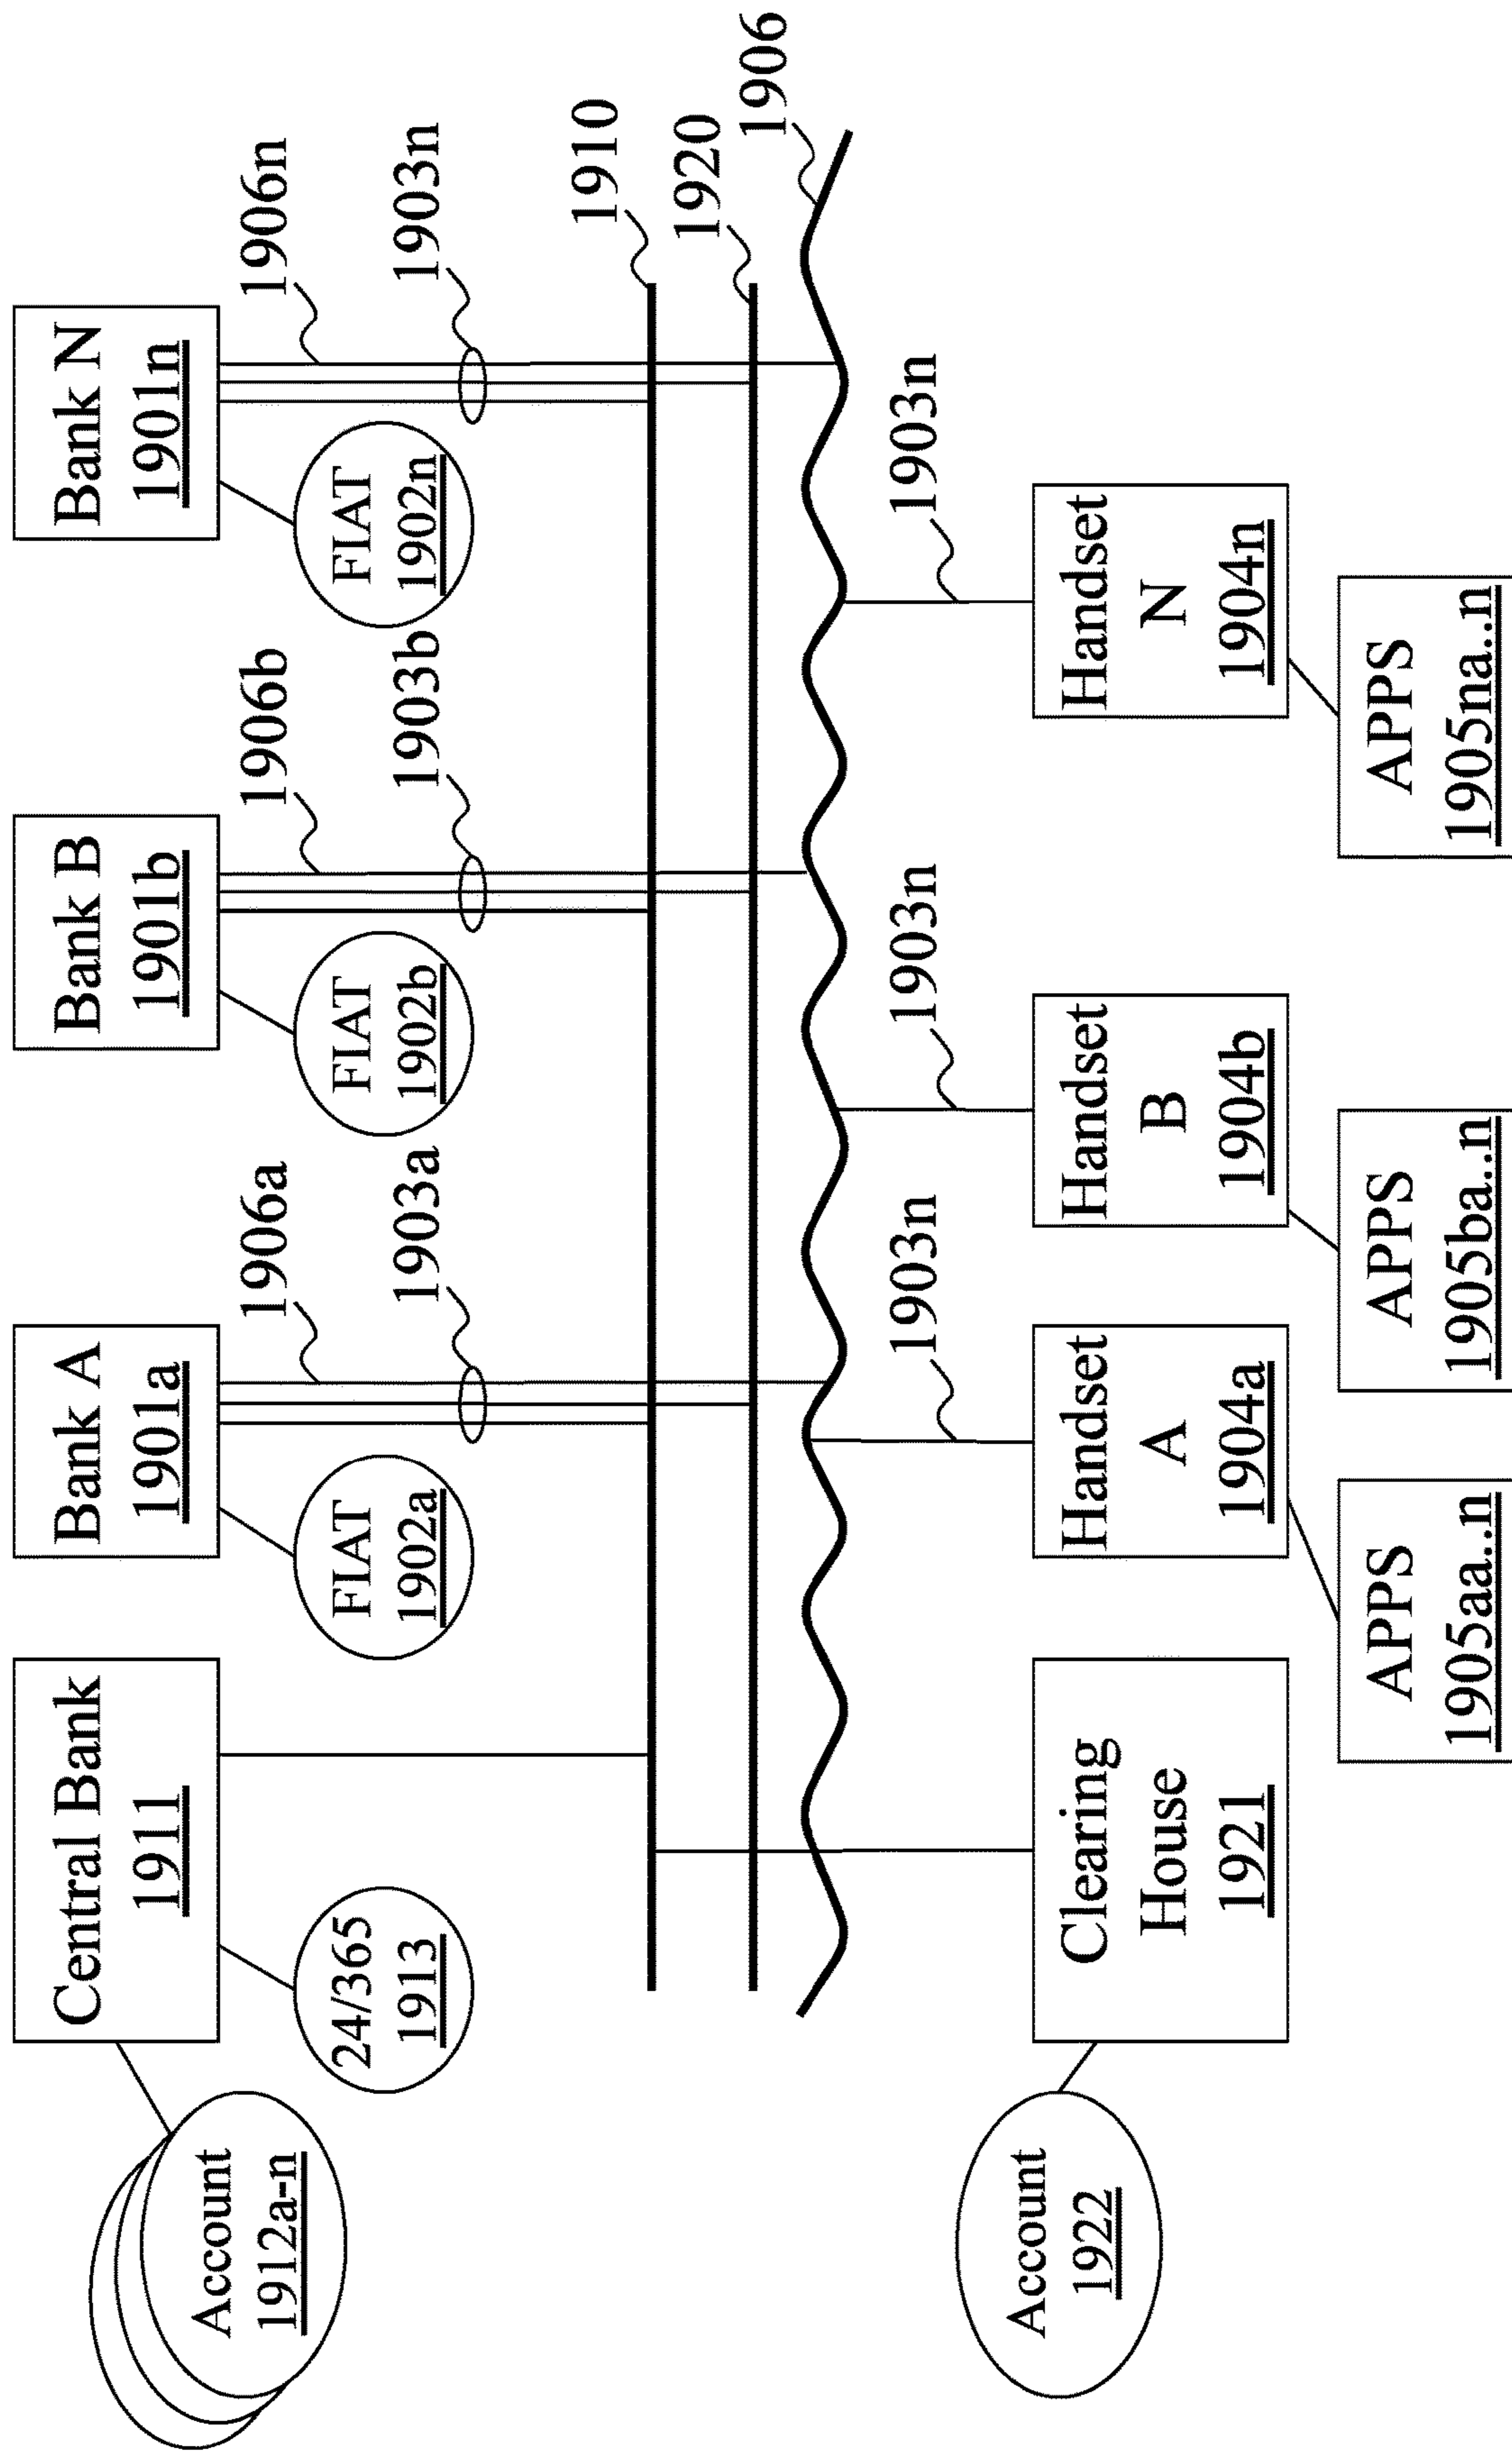 Account
1912a-n
Central Bank
1911
24/365
1913
Bank A
1901a
FIAT
1902a
1906a
1903a
Bank B
1901b
FIAT
1902b
1906b
1903b
Bank N
1901n
FIAT
1902n
1906n
1903n
1910
1920
1906
Account
1922
Clearing
House
1921
1903n
Handset
A
1904a
APPS
1905aa..n
1903n
Handset
B
1904b
APPS
1905ba..n
1903n
Handset
N
1904n
APPS
1905na..n